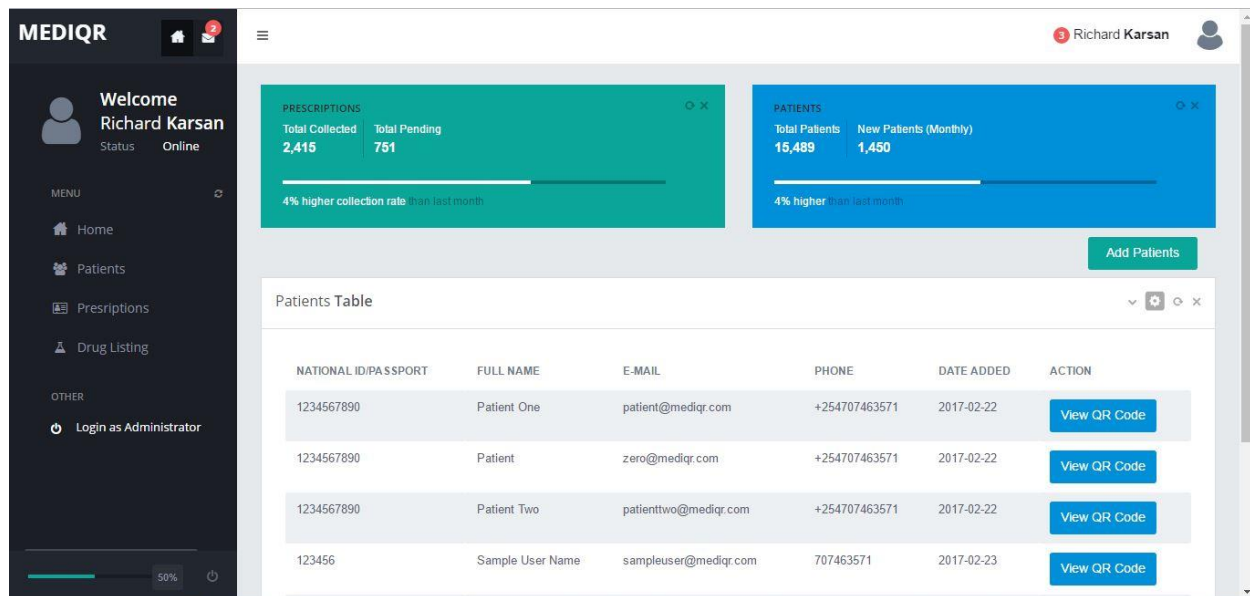 MEDIQR
2
3 Richard Karsan
Welcome
Richard Karsan
Status Online
MENU
Home
Patients
Presriptions
Drug Listing
OTHER
Login as Administrator
50%
PRESCRIPTIONS
Total Collected Total Pending
2,415 751
4% higher collection rate than last month
PATIENTS
Total Patients New Patients (Monthly)
15,489 1,450
4% higher than last month
Add Patients
Patients Table
NATIONAL ID/PASSPORT FULL NAME E-MAIL PHONE DATE ADDED ACTION
1234567890 Patient One patient@mediqr.com +254707463571 2017-02-22 View QR Code
1234567890 Patient zero@mediqr.com +254707463571 2017-02-22 View QR Code
1234567890 Patient Two patienttwo@mediqr.com +254707463571 2017-02-22 View QR Code
123456 Sample User Name sampleuser@mediqr.com 707463571 2017-02-23 View QR Code